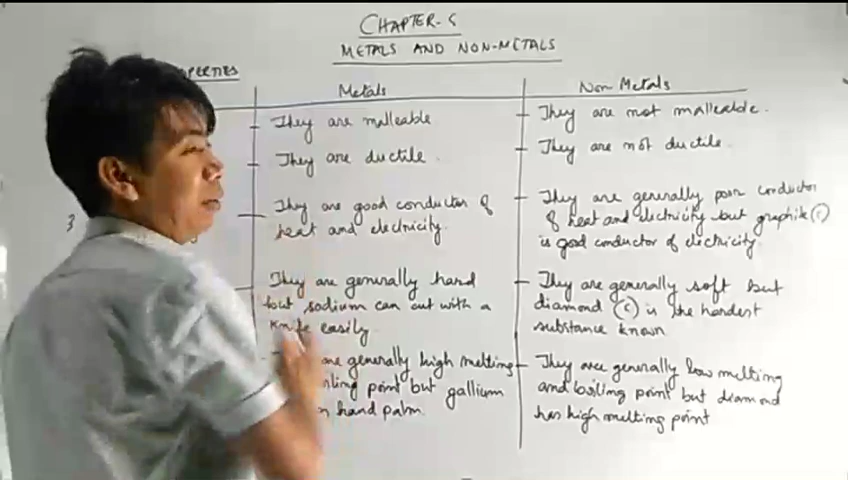 CHAPTER-5
METALS AND NON-METALS
Metals
Non Metals
They are malleable
They are not malleable.
They are ductile.
They are not ductile.
3
They are good conductor of
heat and electricity.
They are generally poor conductor
of heat and electricity but graphite (C)
is good conductor of electricity.
They are generally hard
but sodium can cut with a
knife easily
They are generally soft but
diamond (C) is the hardest
substance known
are generally high melting
point but gallium
hand palm
They are generally low melting
and boiling point but diamond
has high melting point